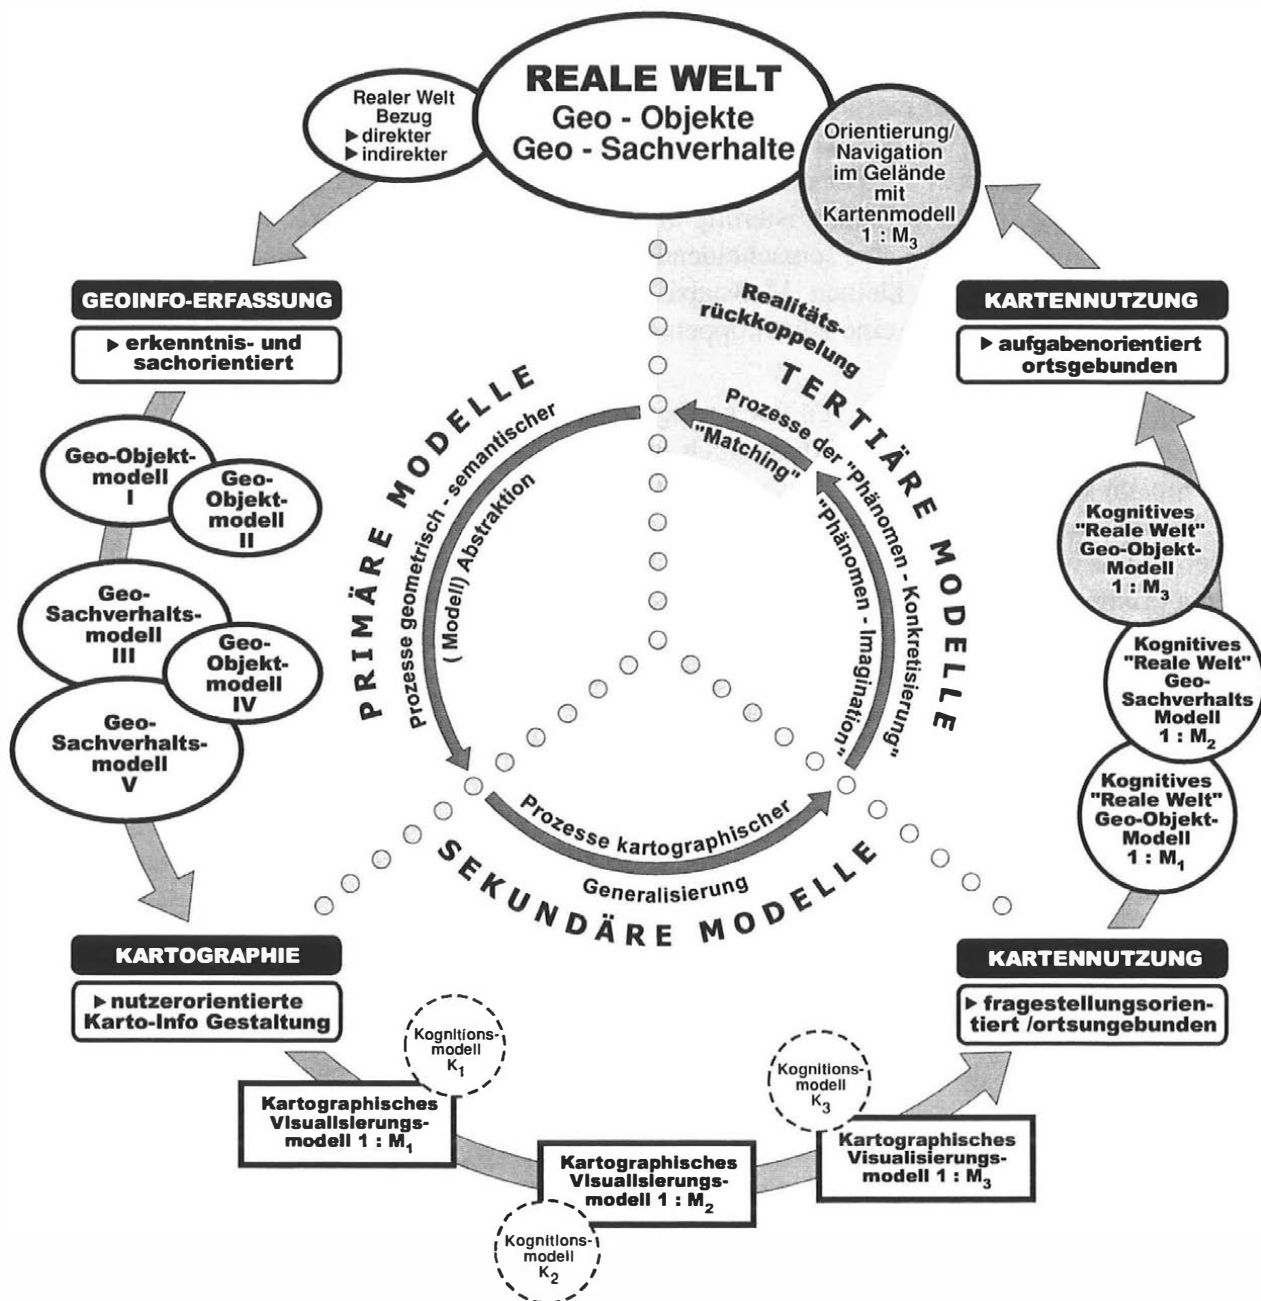 REALE WELT
Geo - Objekte
Geo - Sachverhalte
Realer Welt
Bezug
▶ direkter
▶ indirekter
Orientierung/
Navigation
im Gelände
mit
Kartenmodell
1 : M3
GEOINFO-ERFASSUNG
▶ erkenntnis- und
sachorientiert
KARTENNUTZUNG
▶ aufgabenorientiert
ortsgebunden
Realitäts-
rückkoppelung
PRIMÄRE MODELLE
Prozesse geometrisch - semantischer
(Modell) Abstraktion
TERTIÄRE MODELLE
Prozesse der "Phänomen - Konkretisierung"
"Matching"
"Phänomen - Imagination"
Prozesse kartographischer
Generalisierung
SEKUNDÄRE MODELLE
Geo-Objekt-
modell
I
Geo-
Objekt-
modell
II
Geo-
Sachverhalts-
modell
III
Geo-
Objekt-
modell
IV
Geo-
Sachverhalts-
modell
V
Kognitives
"Reale Welt"
Geo-Objekt-
Modell
1 : M3
Kognitives
"Reale Welt"
Geo-
Sachverhalts
Modell
1 : M2
Kognitives
"Reale Welt"
Geo-Objekt-
Modell
1 : M1
KARTOGRAPHIE
▶ nutzerorientierte
Karto-Info Gestaltung
KARTENNUTZUNG
▶ fragestellungsorien-
tiert /ortsungebunden
Kognitions-
modell
K1
Kartographisches
Visualisierungs-
modell 1 : M1
Kartographisches
Visualisierungs-
modell 1 : M2
Kognitions-
modell
K2
Kognitions-
modell
K3
Kartographisches
Visualisierungs-
modell 1 : M3